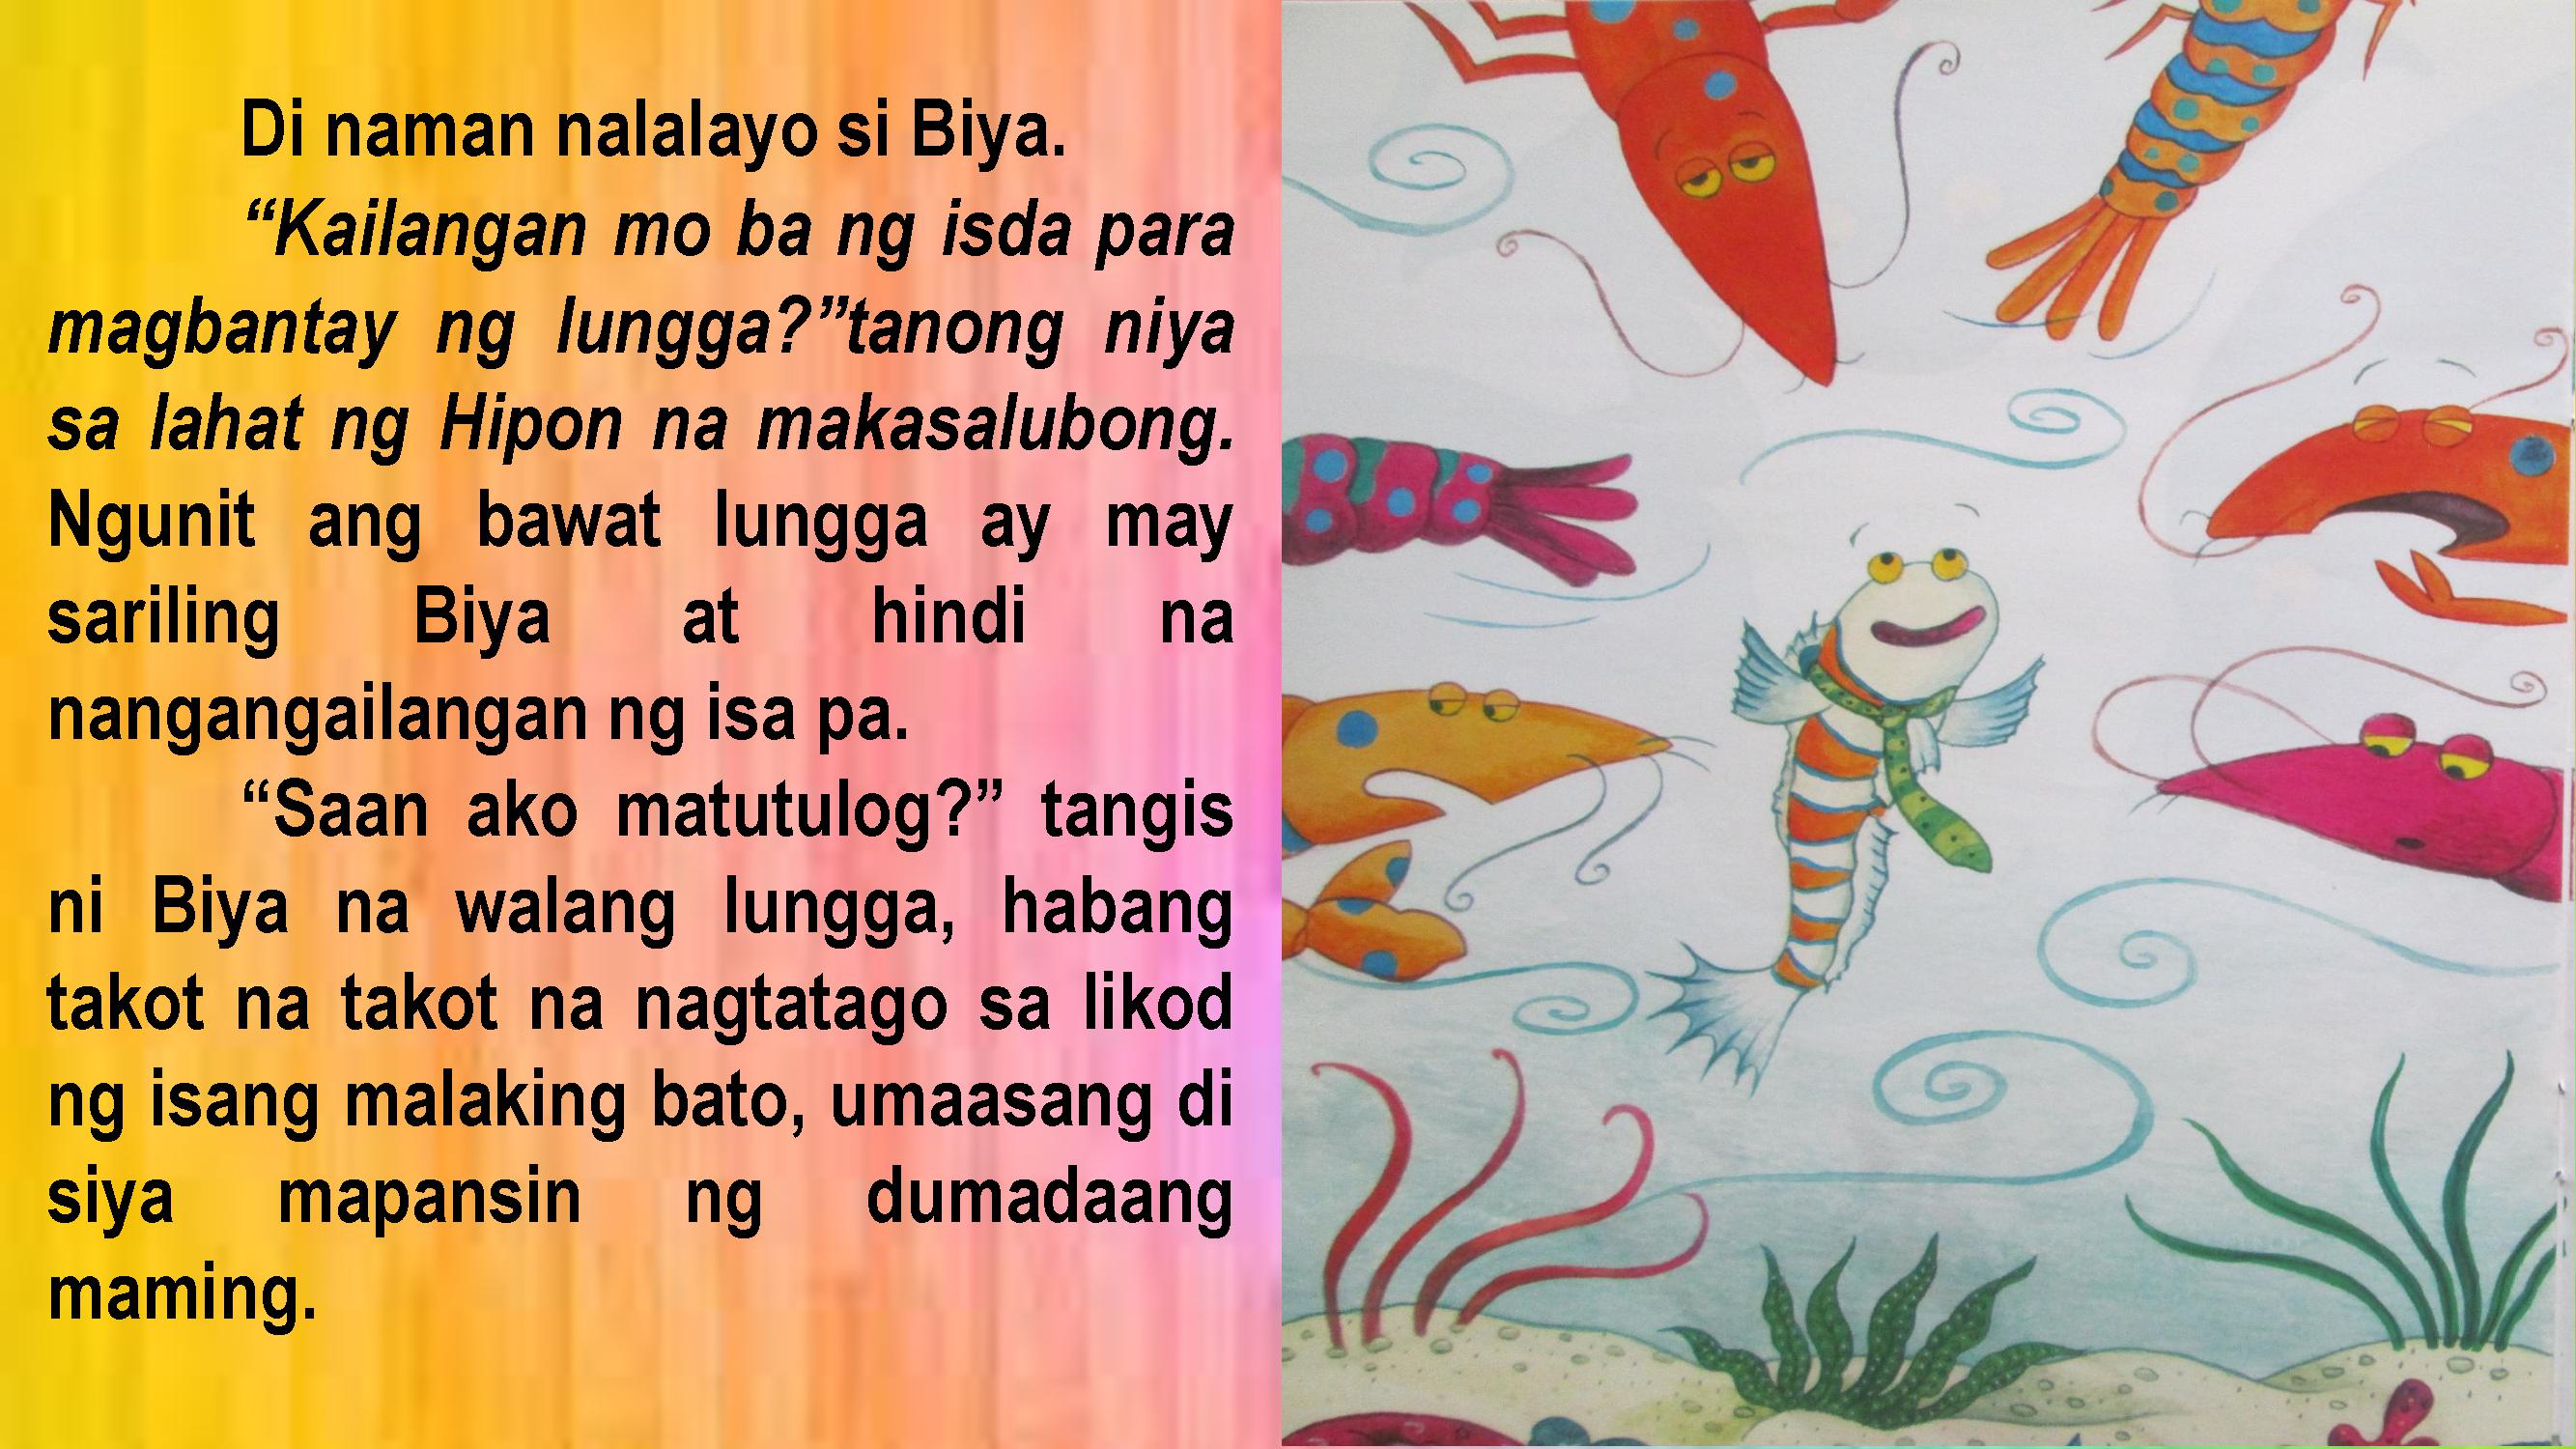 Di naman nalalayo si Biya.
“Kailangan mo ba ng isda para
magbantay ng lungga?”tanong niya
sa lahat ng Hipon na makasalubong.
Ngunit ang bawat lungga ay may
sariling Biya at hindi na
nangangailangan ng isa pa.
“Saan ako matutulog?” tangis
ni Biya na walang lungga, habang
takot na takot na nagtatago sa likod
ng isang malaking bato, umaasang di
siya mapansin ng dumadaang
maming.